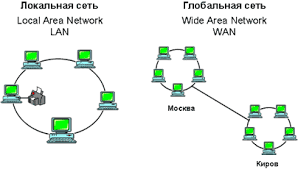 Локальная сеть
Local Area Network
LAN
Глобальная сеть
Wide Area Network
WAN
Москва
Киров